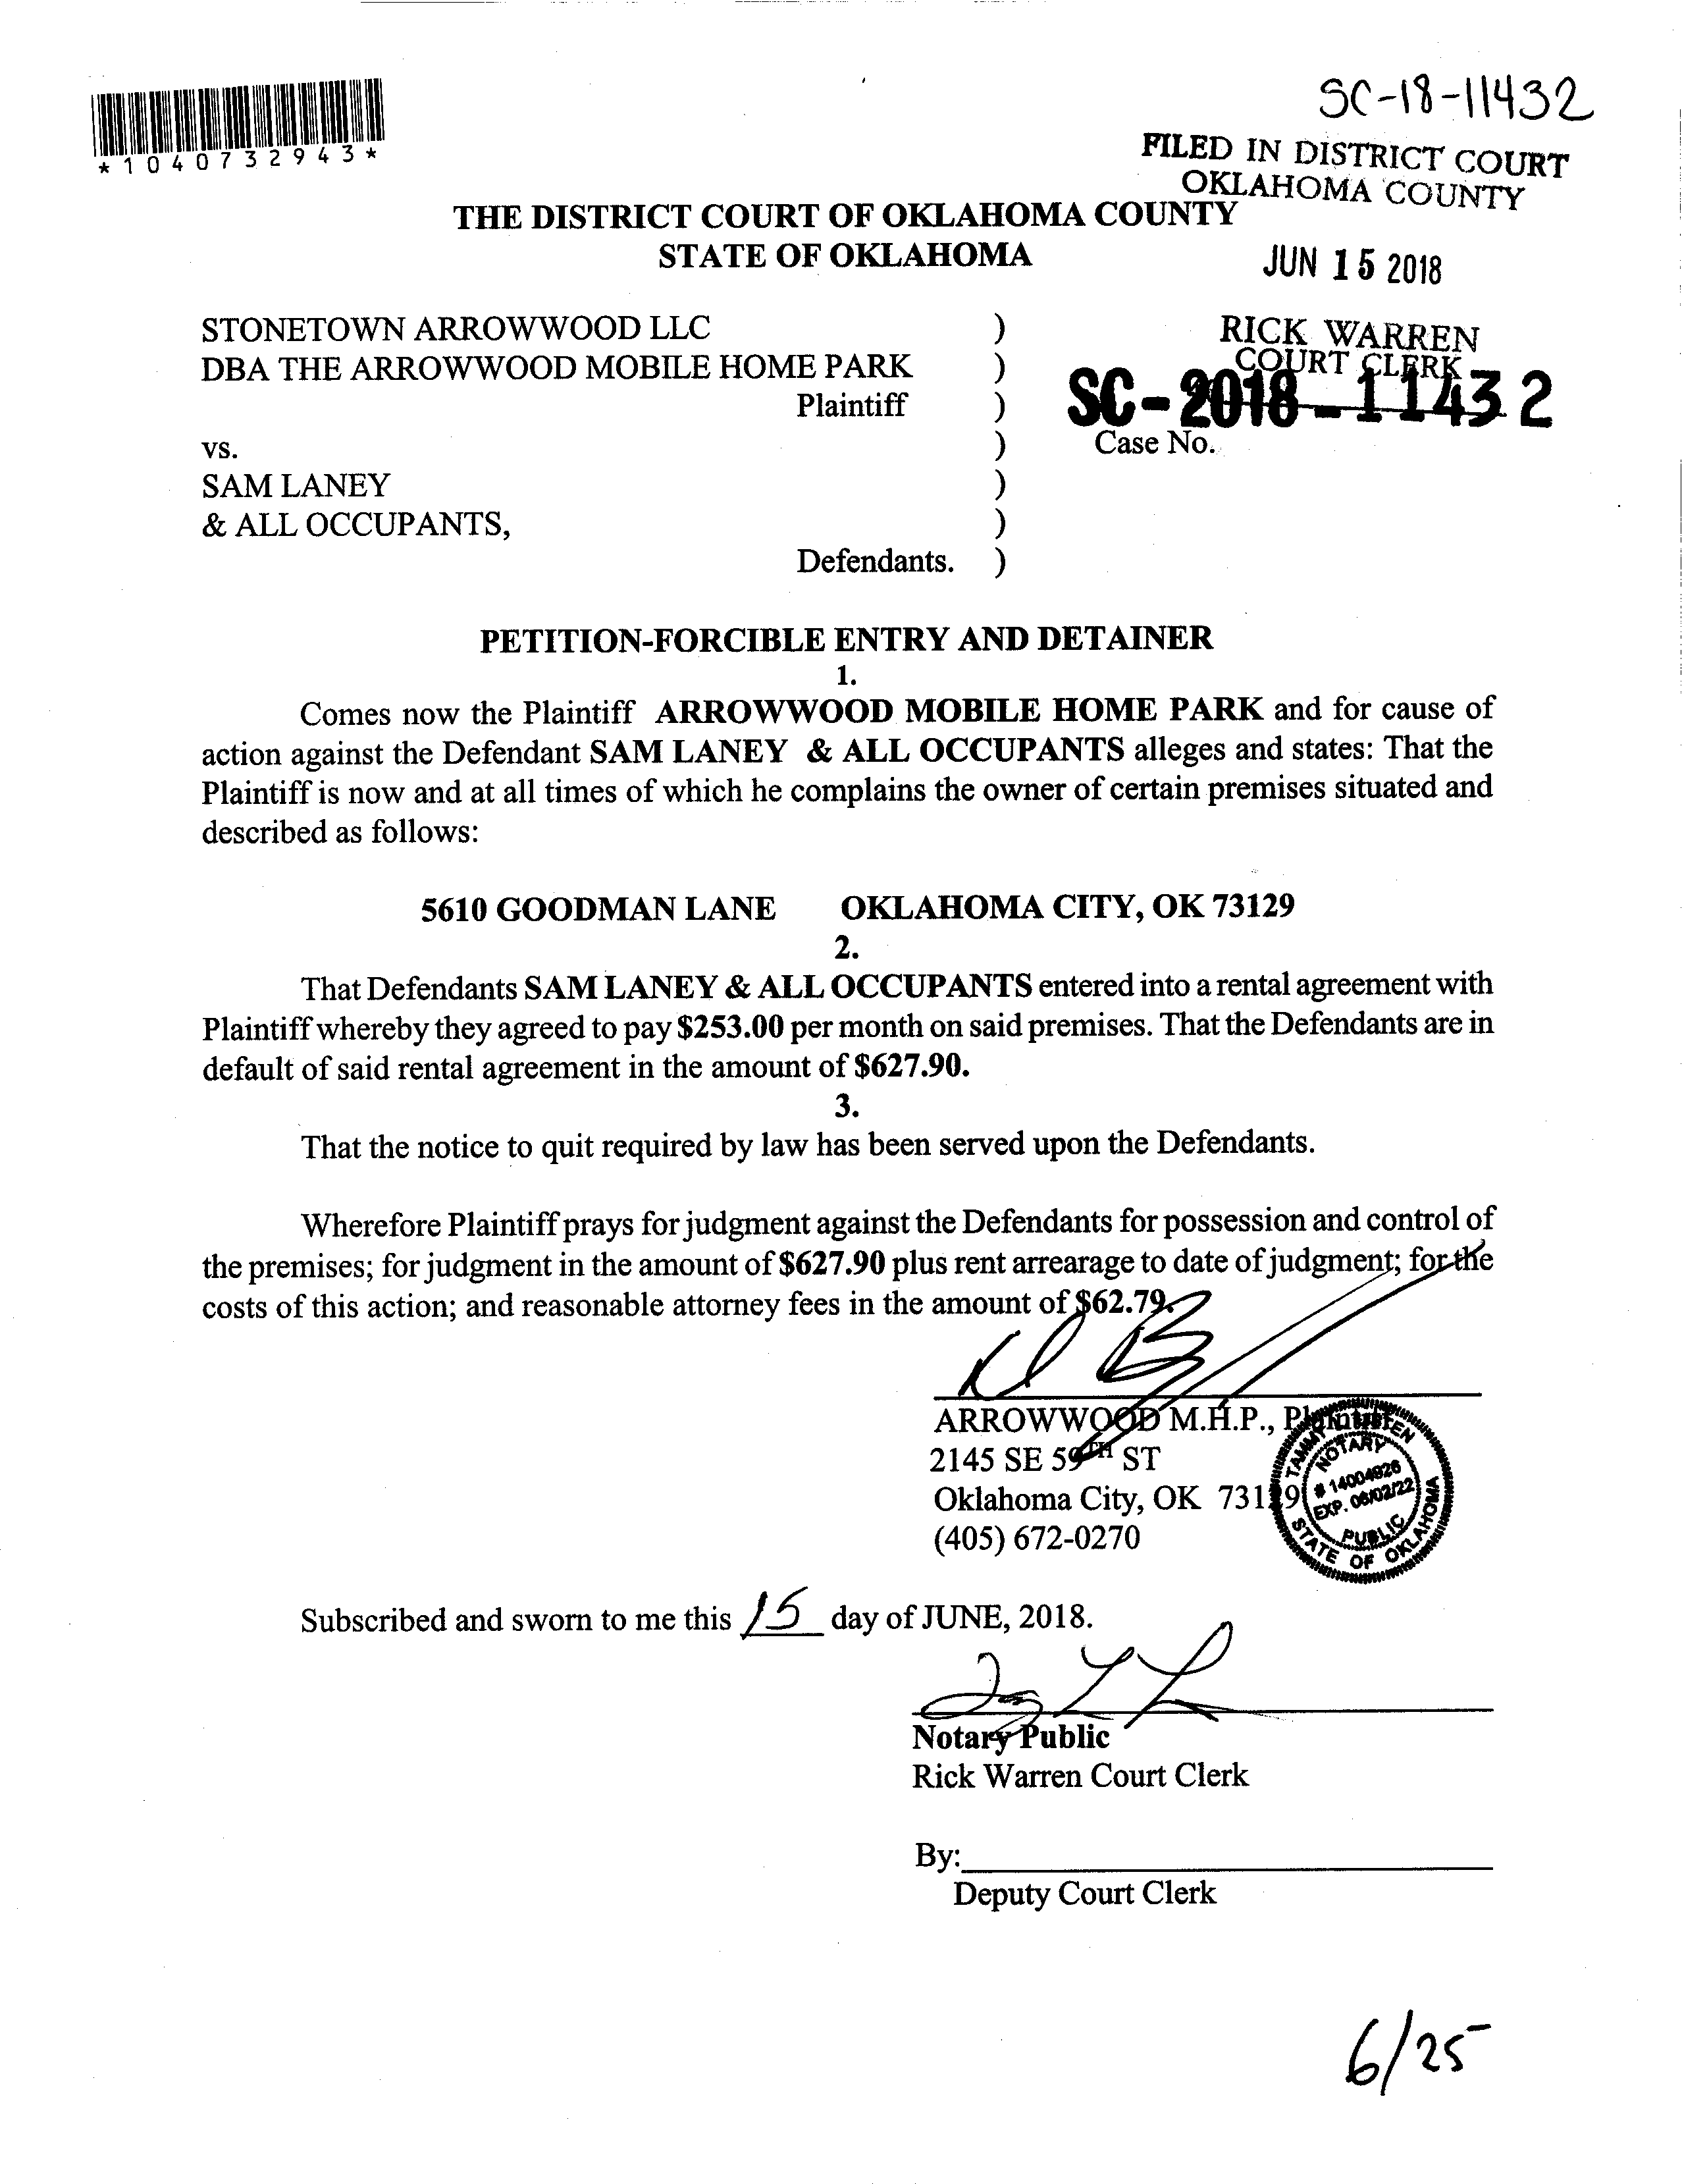 SC-18-11432
*1040732943*
FILED IN DISTRICT COURT
OKLAHOMA COUNTY
THE DISTRICT COURT OF OKLAHOMA COUNTY
STATE OF OKLAHOMA
JUN 15 2018
STONETOWN ARROWWOOD LLC )
RICK WARREN
DBA THE ARROWWOOD MOBILE HOME PARK )
COURT CLERK
Plaintiff )
SC-2018-11432
vs. )
Case No.
SAM LANEY )
& ALL OCCUPANTS, )
Defendants. )
PETITION-FORCIBLE ENTRY AND DETAINER
1.
Comes now the Plaintiff ARROWWOOD MOBILE HOME PARK and for cause of
action against the Defendant SAM LANEY & ALL OCCUPANTS alleges and states: That the
Plaintiff is now and at all times of which he complains the owner of certain premises situated and
described as follows:
5610 GOODMAN LANE OKLAHOMA CITY, OK 73129
2.
That Defendants SAM LANEY & ALL OCCUPANTS entered into a rental agreement with
Plaintiff whereby they agreed to pay $253.00 per month on said premises. That the Defendants are in
default of said rental agreement in the amount of $627.90.
3.
That the notice to quit required by law has been served upon the Defendants.
Wherefore Plaintiff prays for judgment against the Defendants for possession and control of
the premises; for judgment in the amount of $627.90 plus rent arrearage to date of judgment; for the
costs of this action; and reasonable attorney fees in the amount of $62.79.
ARROWWOOD M.H.P., Plaintiff
2145 SE 59TH ST
Oklahoma City, OK 73129
(405) 672-0270
NOTARY
# 14004926
EXP. 06/02/22
PUBLIC
STATE OF OKLAHOMA
Subscribed and sworn to me this 15 day of JUNE, 2018.
Notary Public
Rick Warren Court Clerk
By:
Deputy Court Clerk
6/25